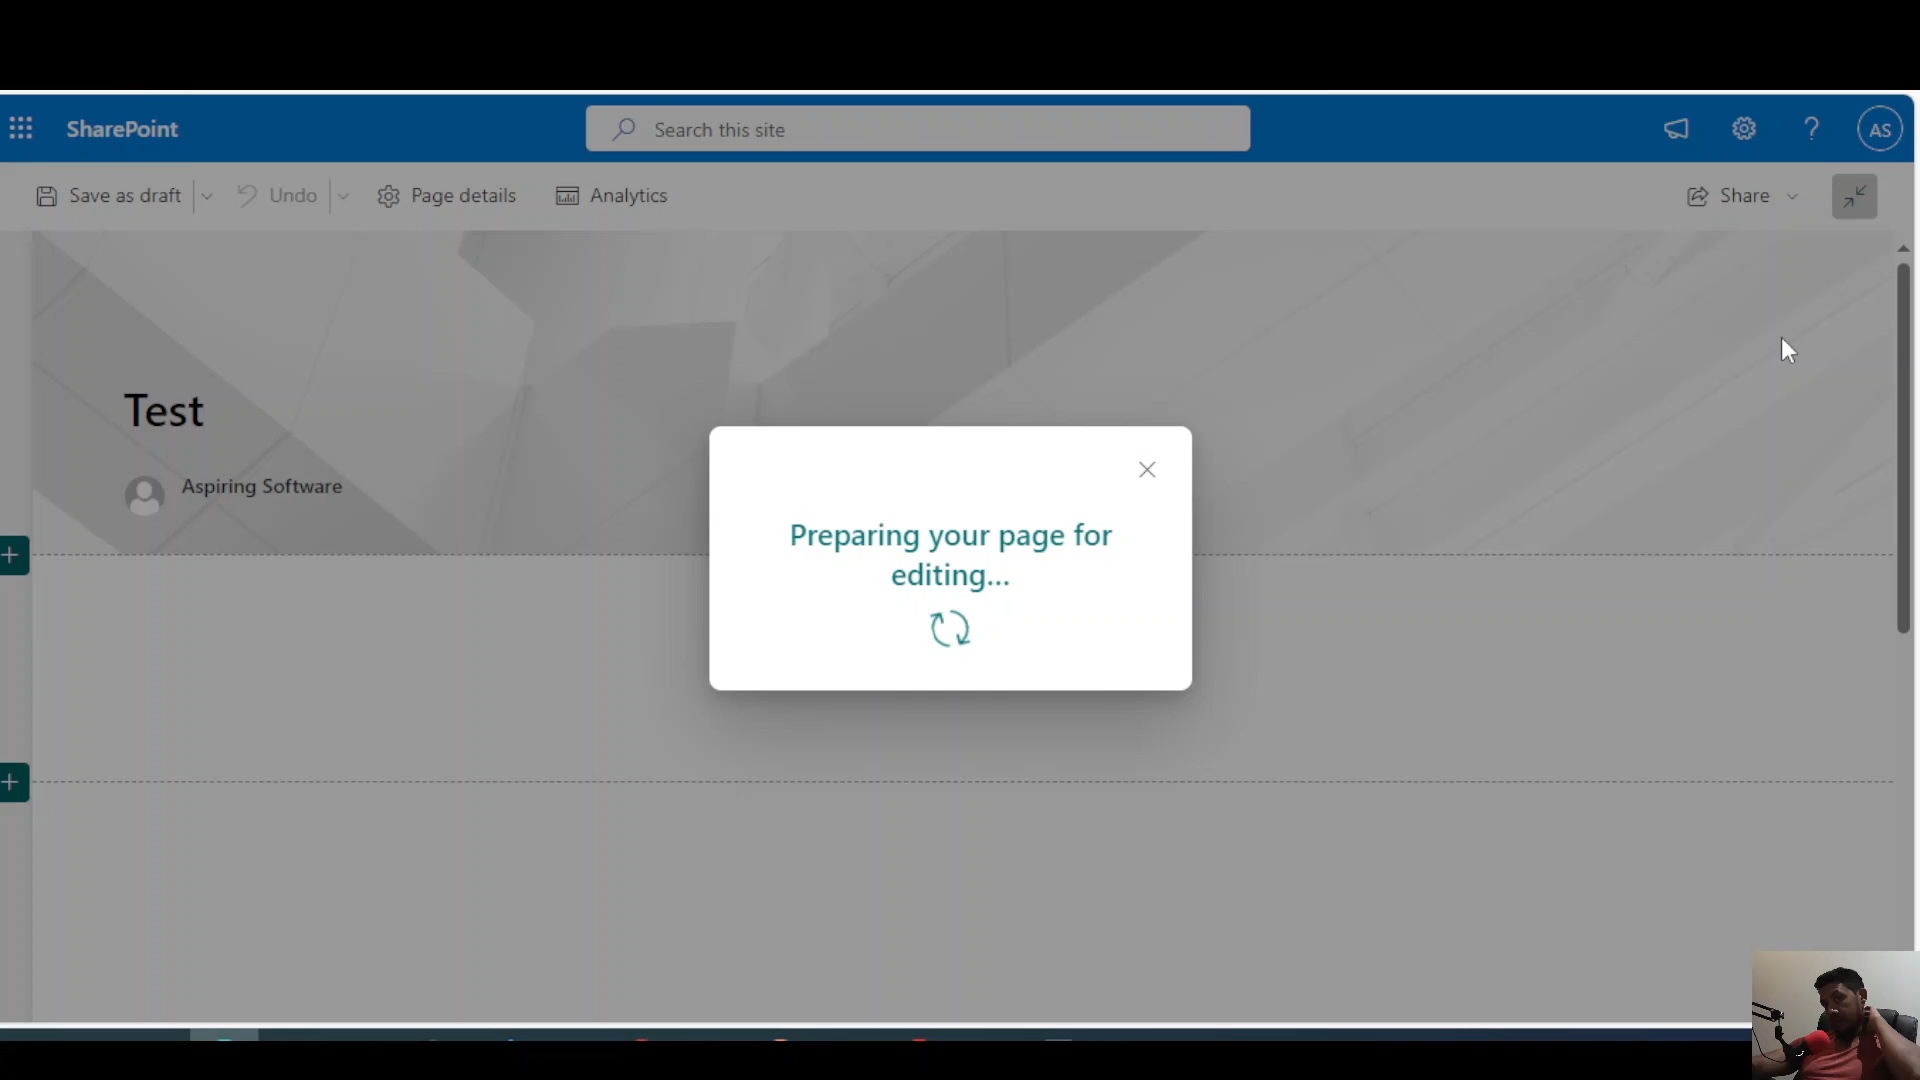 SharePoint
Search this site
?
AS
Save as draft
Undo
Page details
Analytics
Share
Test
Aspiring Software
Preparing your page for
editing...